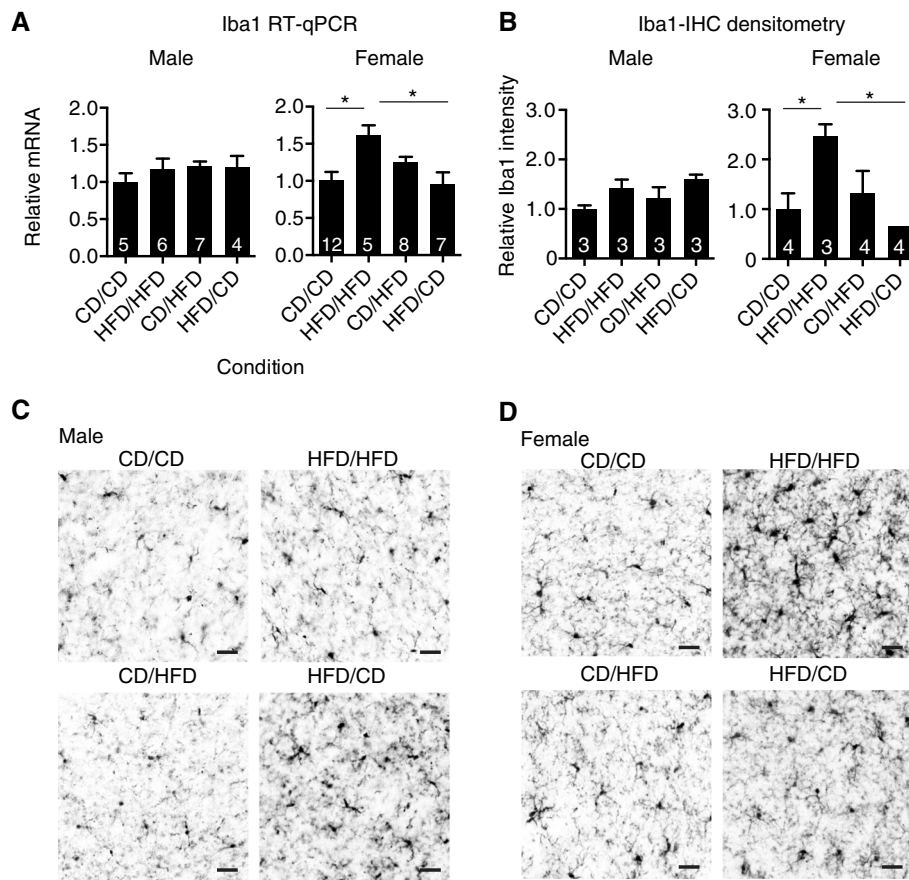 A
Iba1 RT-qPCR
Male
Female
Relative mRNA
2.0
1.5
1.0
0.5
0.0
5 6 7 4
CD/CD
HFD/HFD
CD/HFD
HFD/CD
2.0
1.5
1.0
0.5
0.0
* *
12 5 8 7
CD/CD
HFD/HFD
CD/HFD
HFD/CD
Condition
B
Iba1-IHC densitometry
Male
Female
Relative Iba1 intensity
3.0
2.0
1.0
0.0
3 3 3 3
CD/CD
HFD/HFD
CD/HFD
HFD/CD
3.0
2.0
1.0
0.0
* *
4 3 4 4
CD/CD
HFD/HFD
CD/HFD
HFD/CD
C
Male
CD/CD HFD/HFD
CD/HFD HFD/CD
D
Female
CD/CD HFD/HFD
CD/HFD HFD/CD